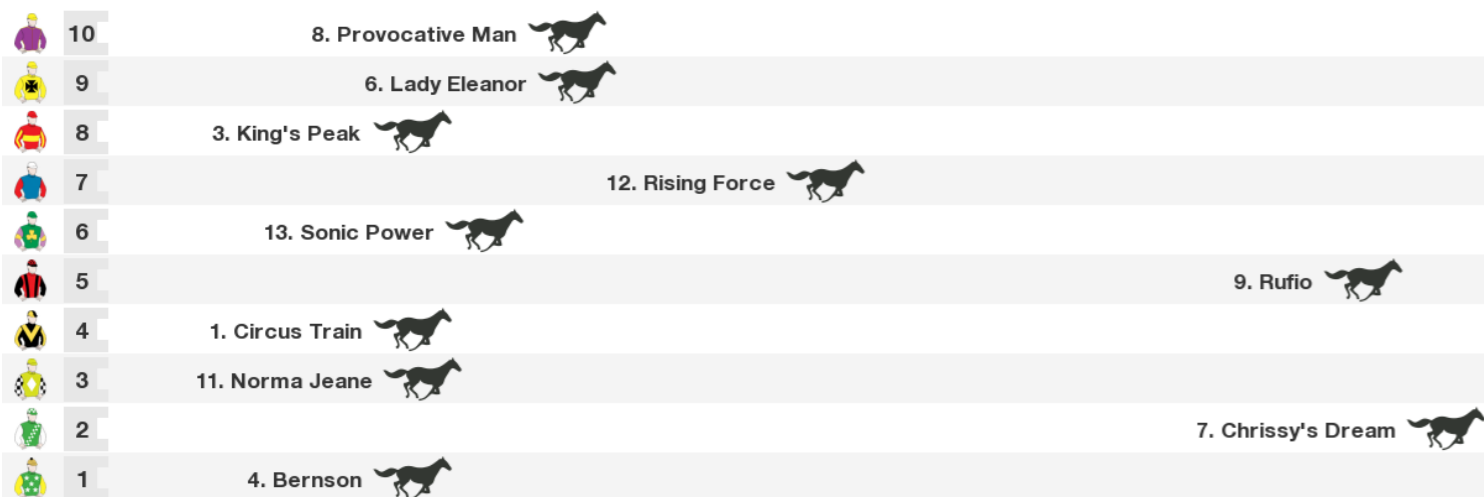 10 8. Provocative Man
9 6. Lady Eleanor
8 3. King's Peak
7 12. Rising Force
6 13. Sonic Power
5 9. Rufio
4 1. Circus Train
3 11. Norma Jeane
2 7. Chrissy's Dream
1 4. Bernson